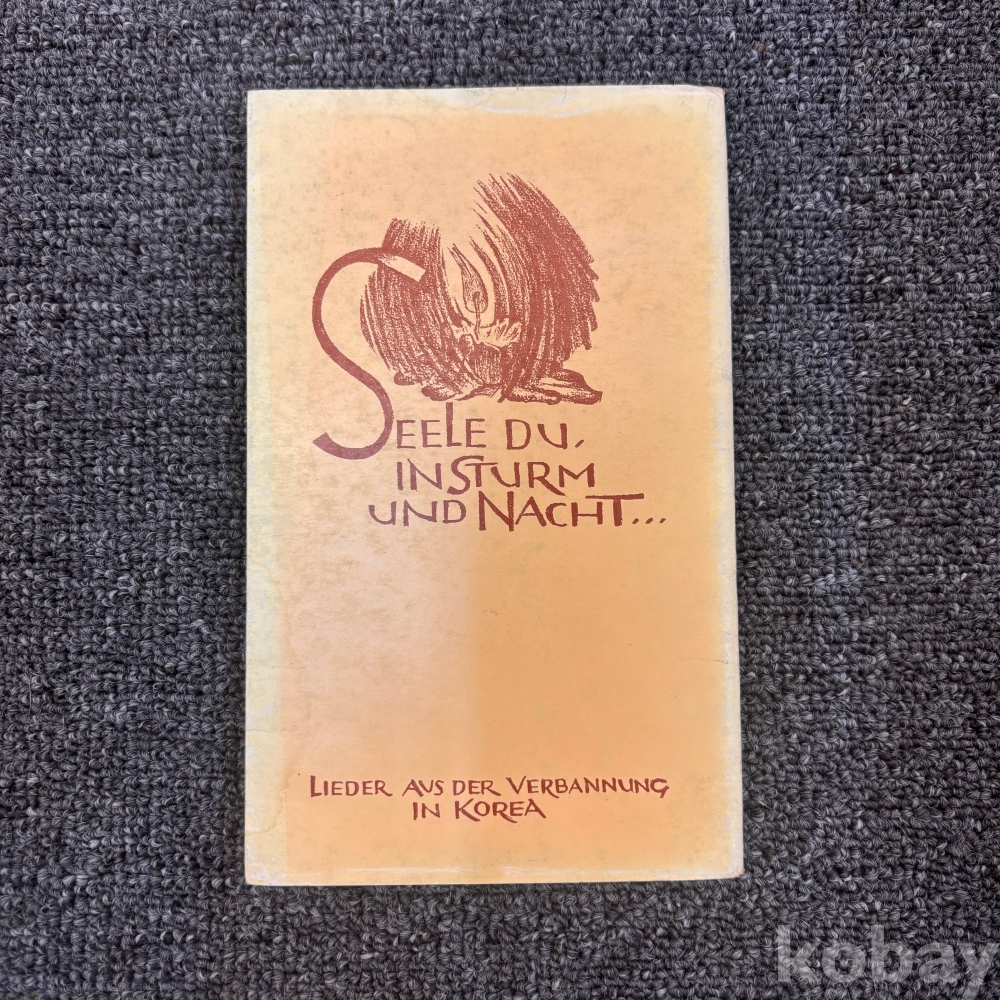 SEELE DU,
IN STURM
UND NACHT...
LIEDER AUS DER VERBANNUNG
IN KOREA
kobay